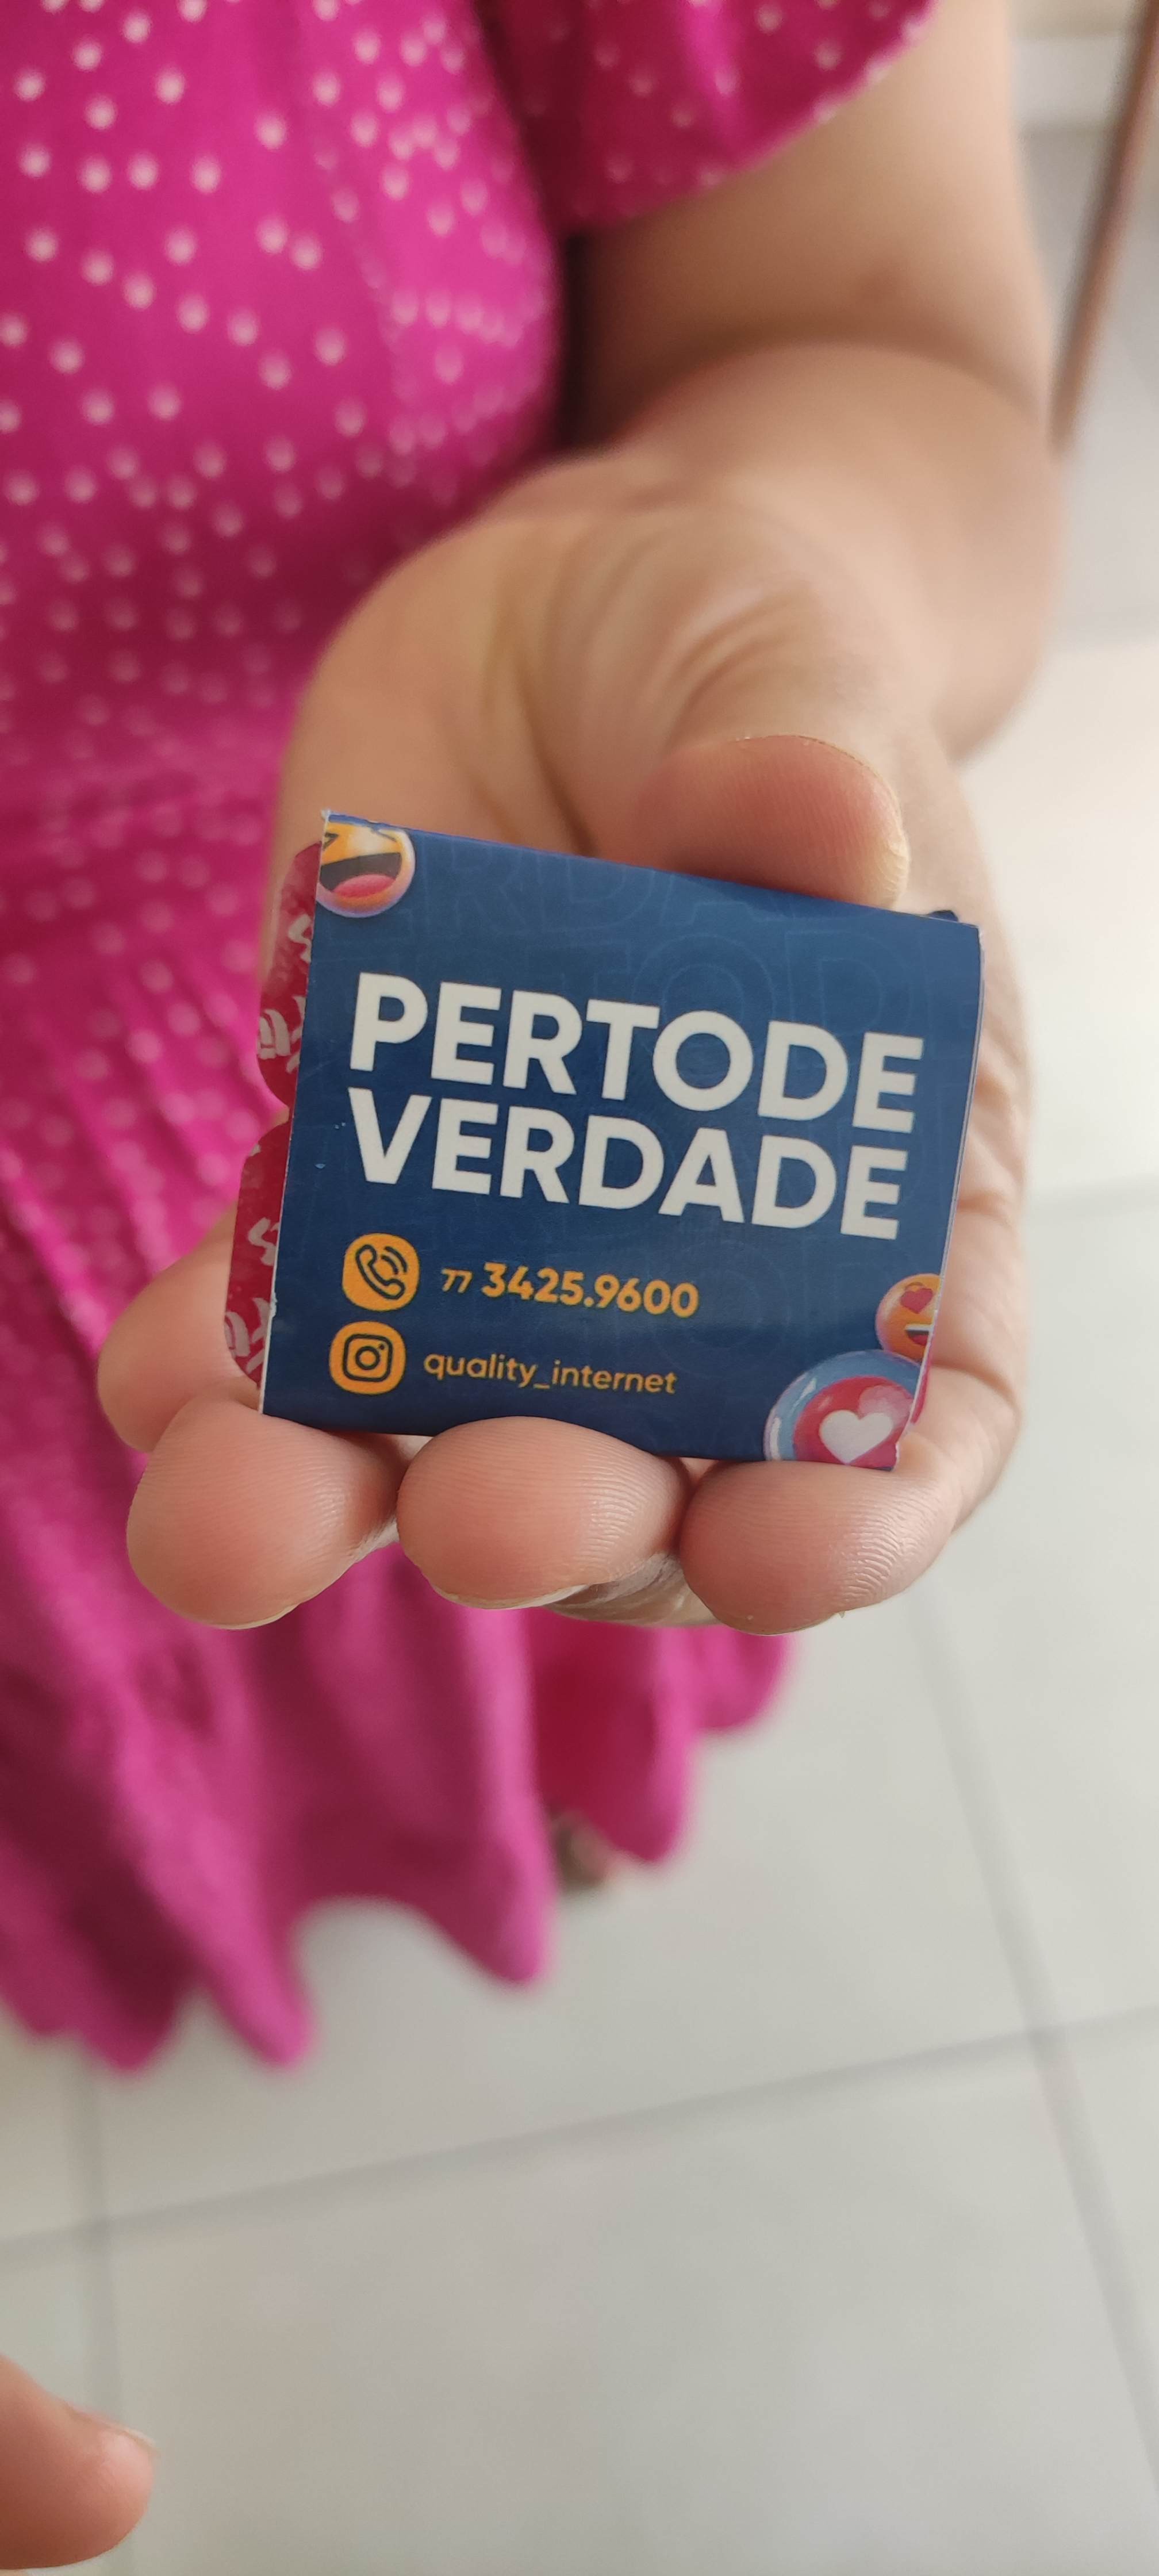 PERTODE
VERDADE
77 3425.9600
quality_internet